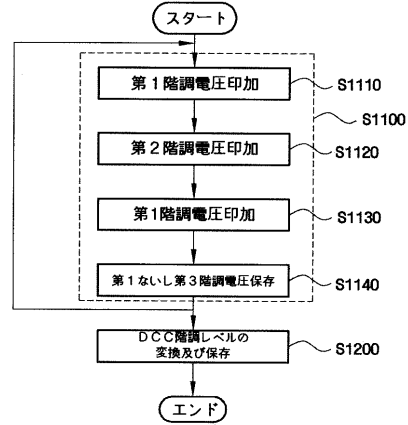 スタート
第1階調電圧印加
S1110
S1100
第2階調電圧印加
S1120
第1階調電圧印加
S1130
第1ないし第3階調電圧保存
S1140
DCC階調レベルの
変換及び保存
S1200
エンド